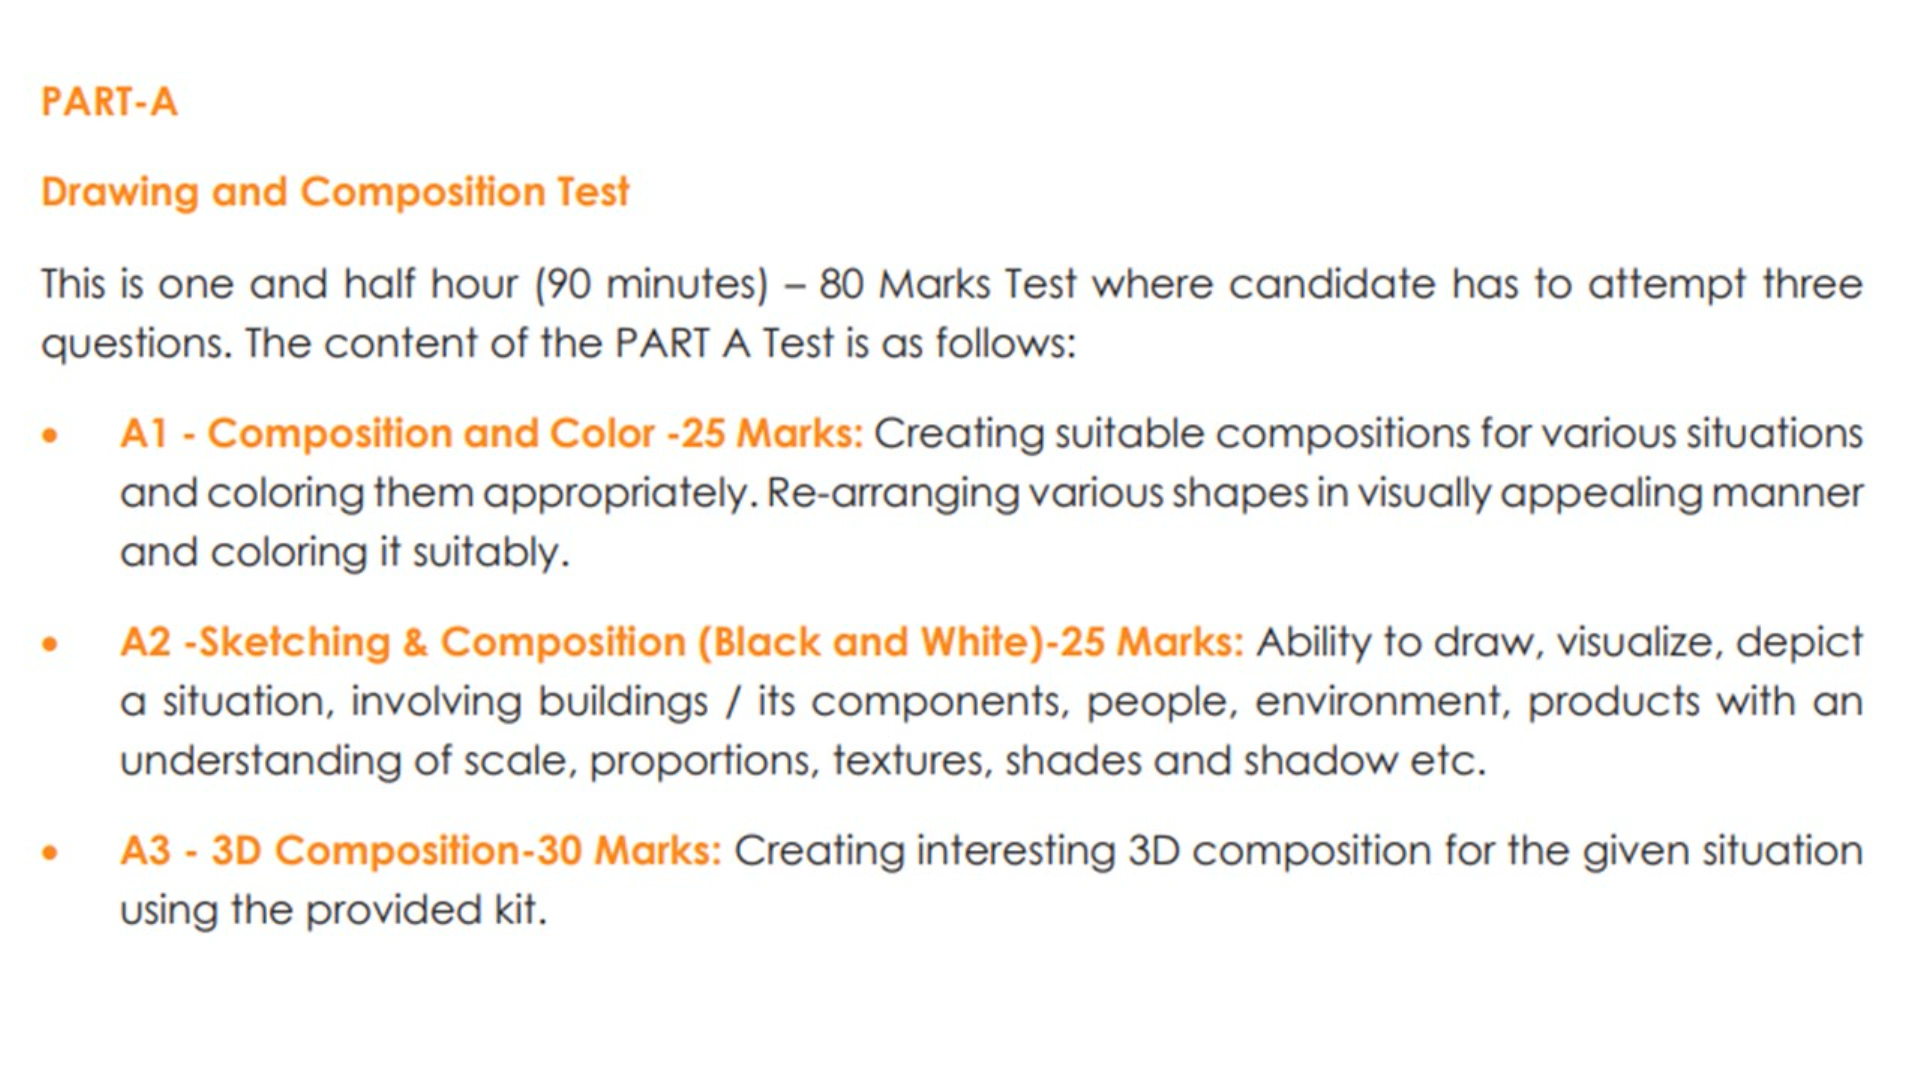 PART-A
Drawing and Composition Test
This is one and half hour (90 minutes) – 80 Marks Test where candidate has to attempt three
questions. The content of the PART A Test is as follows:
• A1 - Composition and Color -25 Marks: Creating suitable compositions for various situations
and coloring them appropriately. Re-arranging various shapes in visually appealing manner
and coloring it suitably.
• A2 -Sketching & Composition (Black and White)-25 Marks: Ability to draw, visualize, depict
a situation, involving buildings / its components, people, environment, products with an
understanding of scale, proportions, textures, shades and shadow etc.
• A3 - 3D Composition-30 Marks: Creating interesting 3D composition for the given situation
using the provided kit.